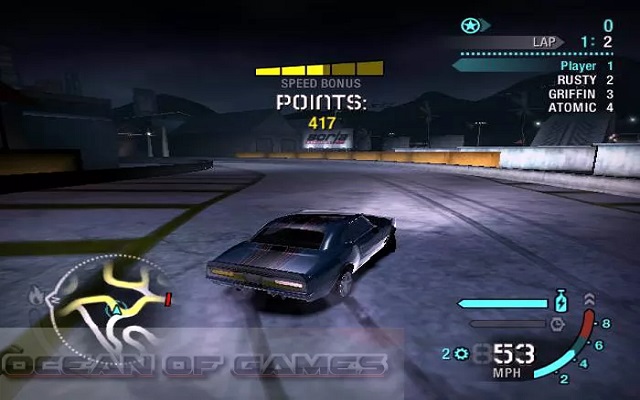 0
LAP 1: 2
Player 1
RUSTY 2
GRIFFIN 3
ATOMIC 4
SPEED BONUS
POINTS:
417
8
6
4
2
2
53
MPH
OCEAN OF GAMES